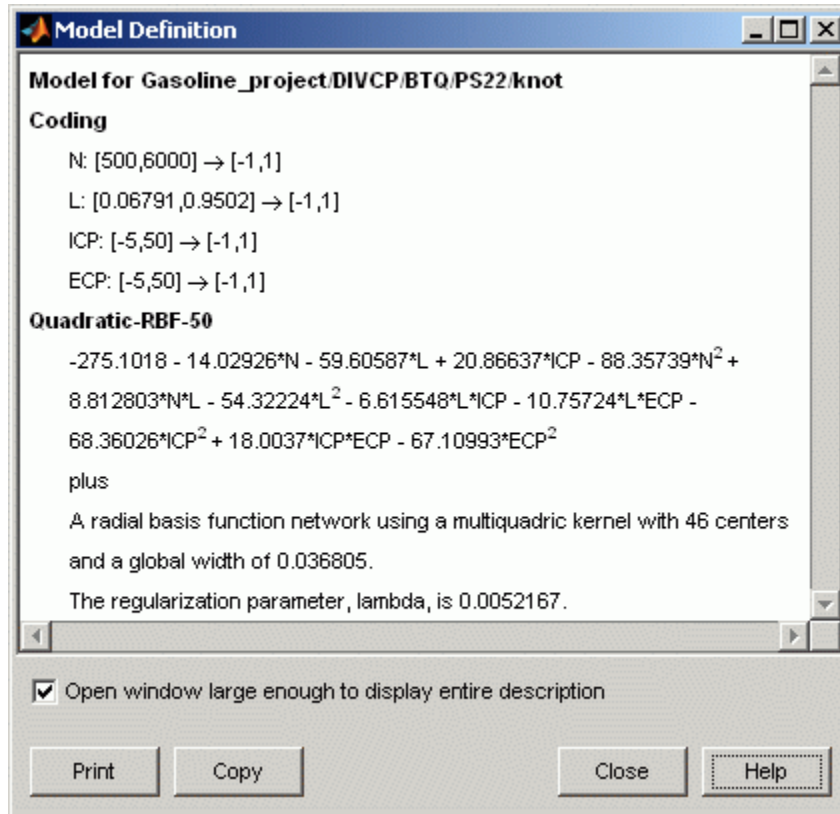 Model Definition
Model for Gasoline_project/DIVCP/BTQ/PS22/knot
Coding
N: [500,6000] → [-1,1]
L: [0.06791,0.9502] → [-1,1]
ICP: [-5,50] → [-1,1]
ECP: [-5,50] → [-1,1]
Quadratic-RBF-50
-275.1018 - 14.02926*N - 59.60587*L + 20.86637*ICP - 88.35739*N² +
8.812803*N*L - 54.32224*L² - 6.615548*L*ICP - 10.75724*L*ECP -
68.36026*ICP² + 18.0037*ICP*ECP - 67.10993*ECP²
plus
A radial basis function network using a multiquadric kernel with 46 centers
and a global width of 0.036805.
The regularization parameter, lambda, is 0.0052167.
Open window large enough to display entire description
Print Copy Close Help